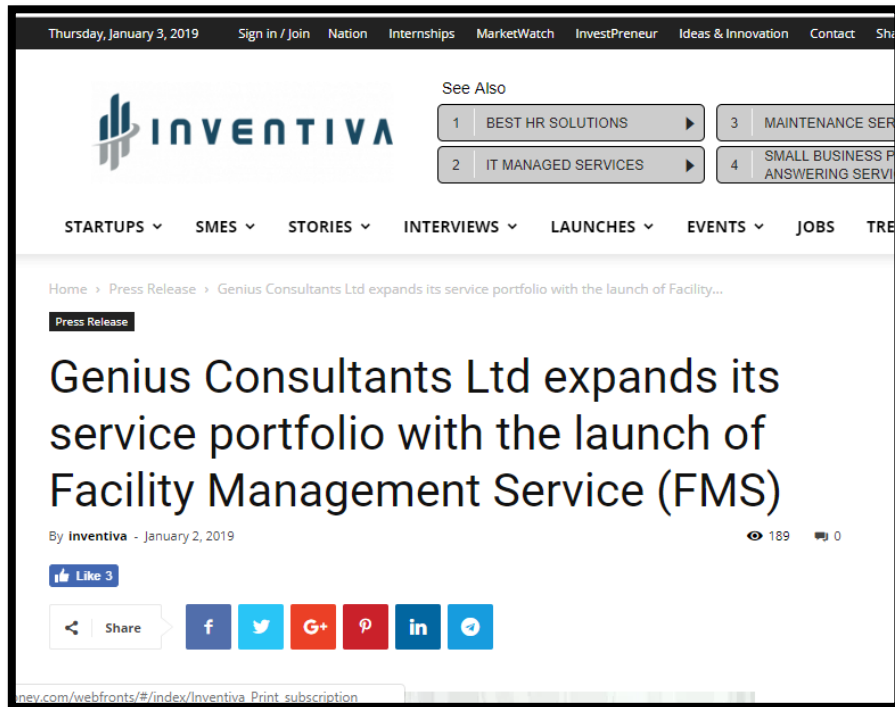 Thursday, January 3, 2019 Sign in / Join Nation Internships MarketWatch InvestPreneur Ideas & Innovation Contact Sha
INVENTIVA
See Also
1 BEST HR SOLUTIONS
2 IT MANAGED SERVICES
3 MAINTENANCE SER
4 SMALL BUSINESS P
ANSWERING SERVI
STARTUPS SMES STORIES INTERVIEWS LAUNCHES EVENTS JOBS TRE
Home › Press Release › Genius Consultants Ltd expands its service portfolio with the launch of Facility...
Press Release
Genius Consultants Ltd expands its
service portfolio with the launch of
Facility Management Service (FMS)
By inventiva - January 2, 2019 189 0
Like 3
Share f G+ in
ney.com/webfronts/#/index/Inventiva_Print_subscription